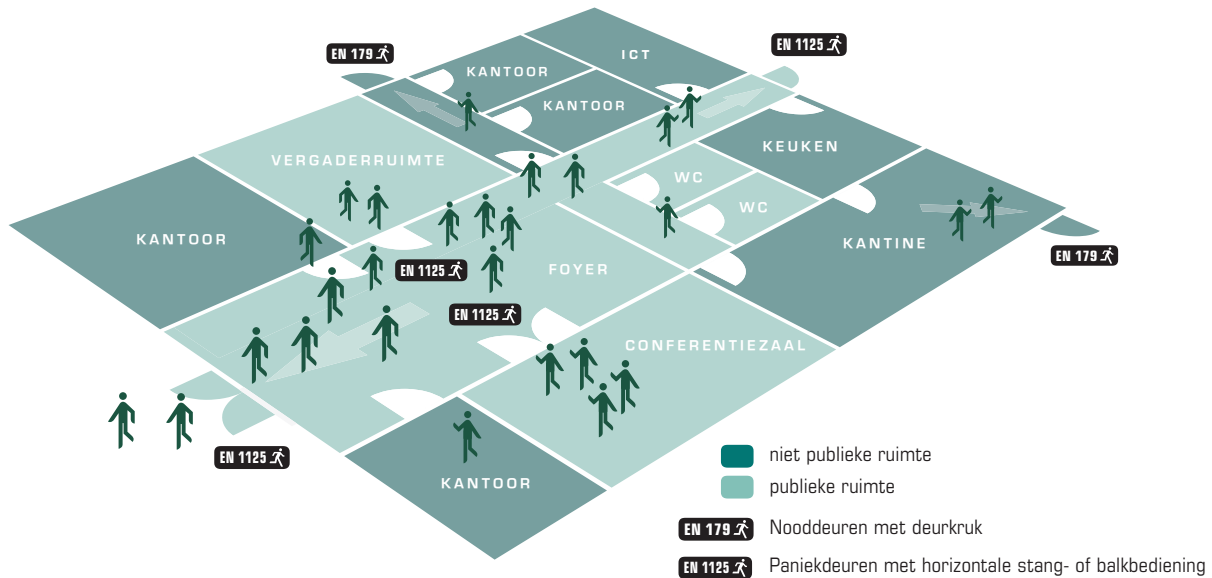 EN 179
EN 1125
ICT
KANTOOR
KANTOOR
KEUKEN
VERGADERRUIMTE
WC
WC
KANTOOR
KANTINE
EN 179
EN 1125
FOYER
EN 1125
CONFERENTIEZAAL
EN 1125
KANTOOR
niet publieke ruimte
publieke ruimte
EN 179 Nooddeuren met deurkruk
EN 1125 Paniekdeuren met horizontale stang- of balkbediening